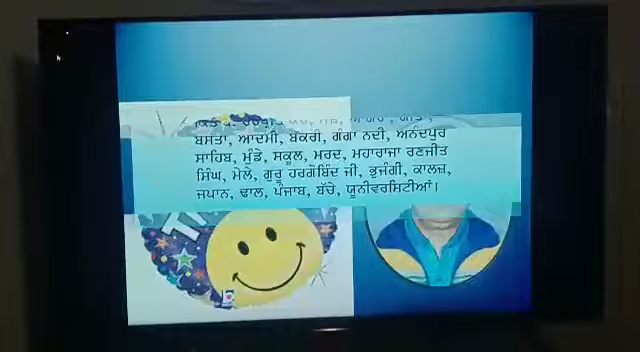 ਬਸਤਾ, ਆਦਮੀ, ਬੱਕਰੀ, ਗੰਗਾ ਨਦੀ, ਅਨੰਦਪੁਰ
ਸਾਹਿਬ, ਮੁੰਡੇ, ਸਕੂਲ, ਮਰਦ, ਮਹਾਰਾਜਾ ਰਣਜੀਤ
ਸਿੰਘ, ਮੇਲੇ, ਗੁਰੂ ਹਰਗੋਬਿੰਦ ਜੀ, ਭੁਜੰਗੀ, ਕਾਲਜ਼,
ਜਪਾਨ, ਢਾਲ, ਪੰਜਾਬ, ਬੱਚੇ, ਯੂਨੀਵਰਸਿਟੀਆਂ।